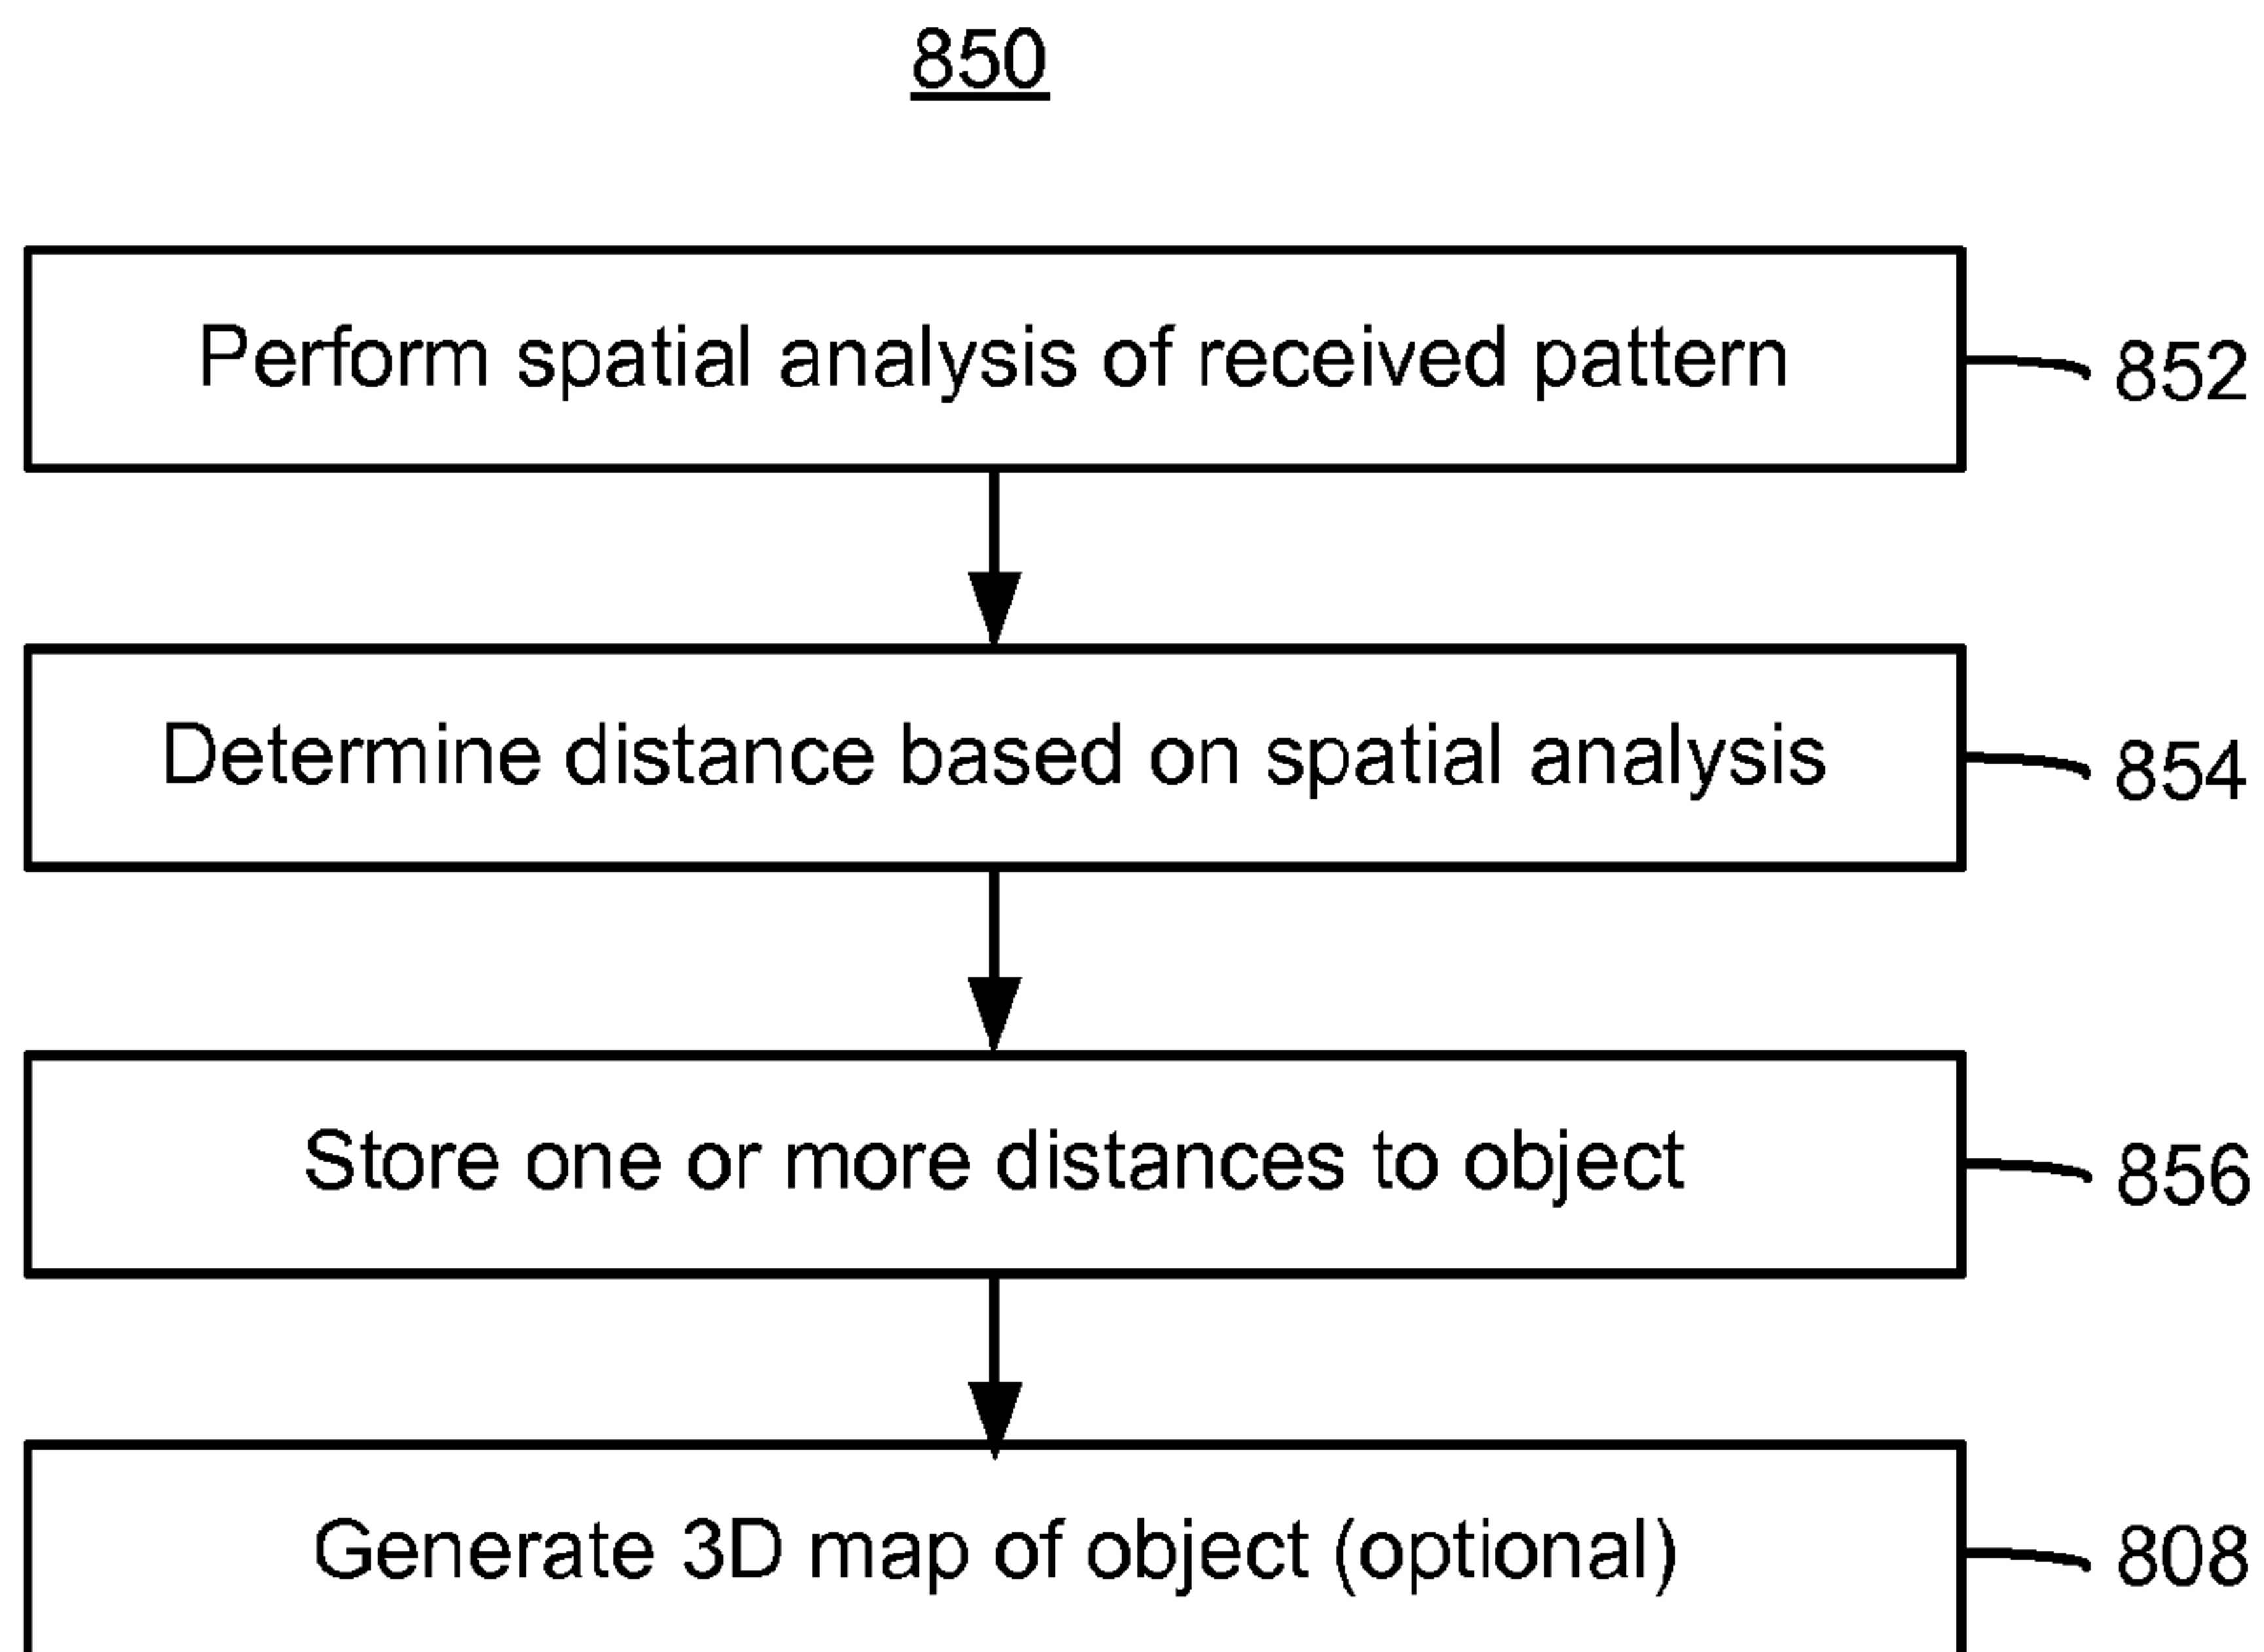 850
Perform spatial analysis of received pattern
852
Determine distance based on spatial analysis
854
Store one or more distances to object
856
Generate 3D map of object (optional)
808